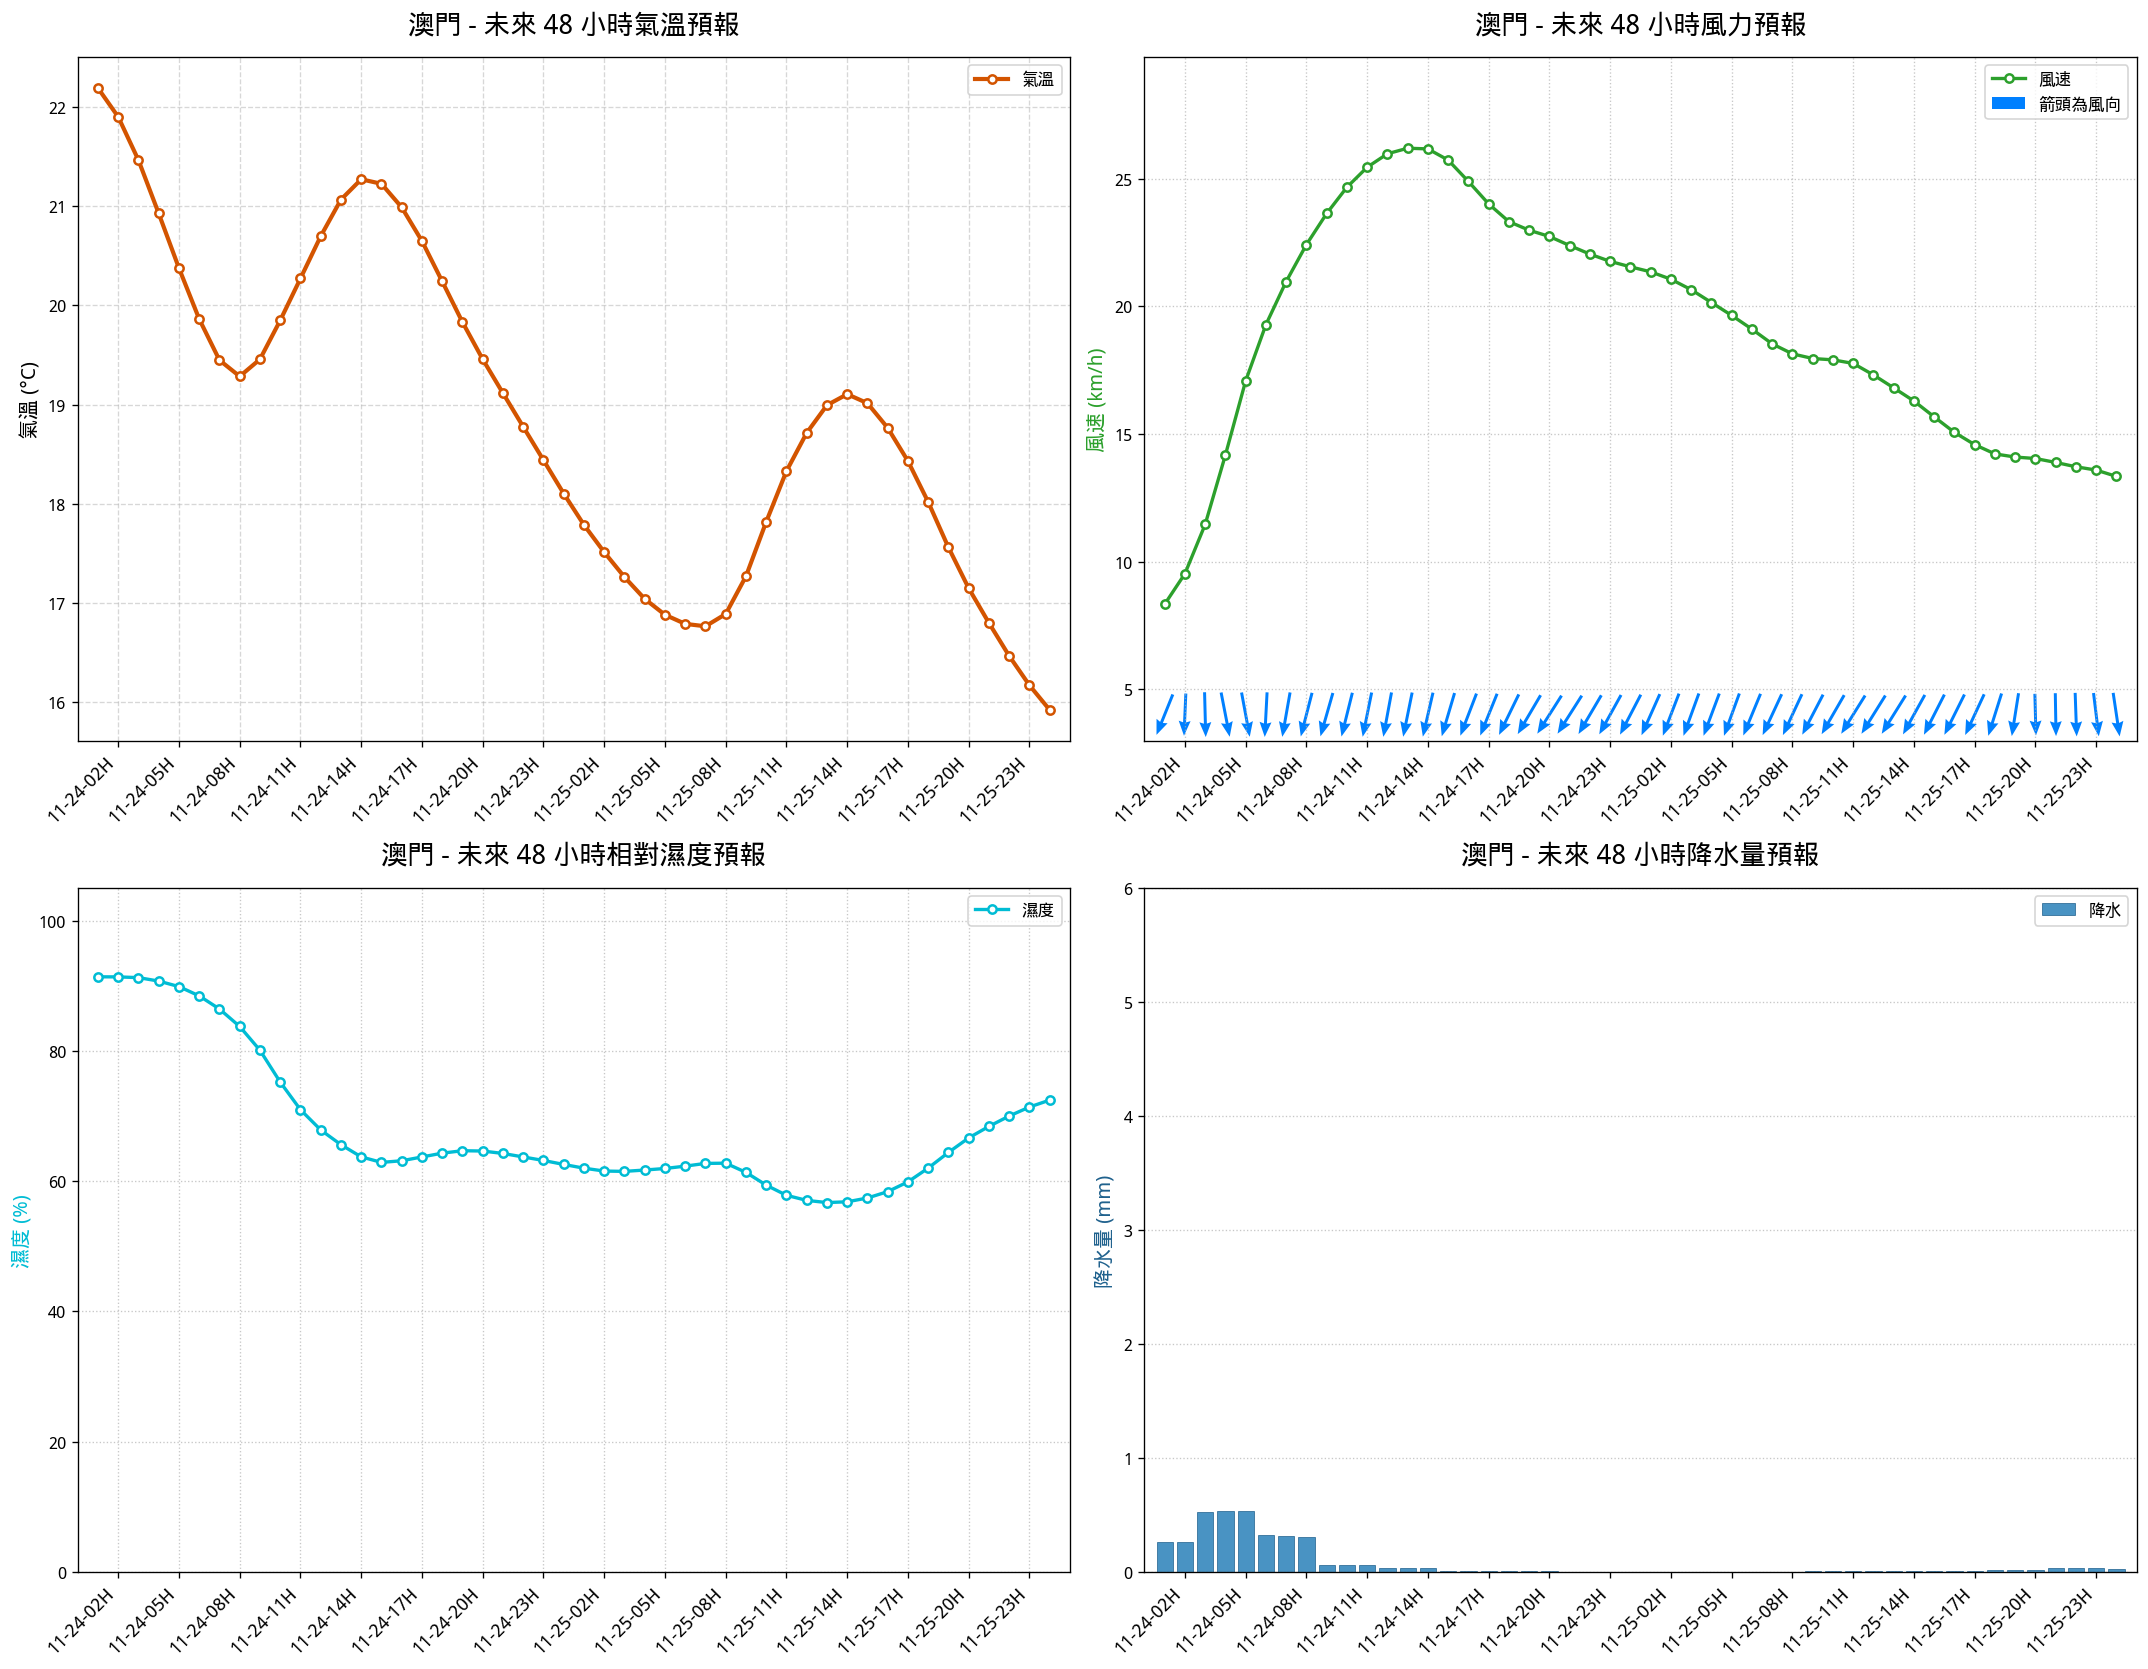 澳門 - 未來 48 小時氣溫預報
氣溫
氣溫 (°C)
22
21
20
19
18
17
16
11-24-02H
11-24-05H
11-24-08H
11-24-11H
11-24-14H
11-24-17H
11-24-20H
11-24-23H
11-25-02H
11-25-05H
11-25-08H
11-25-11H
11-25-14H
11-25-17H
11-25-20H
11-25-23H
澳門 - 未來 48 小時風力預報
風速
箭頭為風向
風速 (km/h)
25
20
15
10
5
11-24-02H
11-24-05H
11-24-08H
11-24-11H
11-24-14H
11-24-17H
11-24-20H
11-24-23H
11-25-02H
11-25-05H
11-25-08H
11-25-11H
11-25-14H
11-25-17H
11-25-20H
11-25-23H
澳門 - 未來 48 小時相對濕度預報
濕度
濕度 (%)
100
80
60
40
20
0
11-24-02H
11-24-05H
11-24-08H
11-24-11H
11-24-14H
11-24-17H
11-24-20H
11-24-23H
11-25-02H
11-25-05H
11-25-08H
11-25-11H
11-25-14H
11-25-17H
11-25-20H
11-25-23H
澳門 - 未來 48 小時降水量預報
降水
降水量 (mm)
6
5
4
3
2
1
0
11-24-02H
11-24-05H
11-24-08H
11-24-11H
11-24-14H
11-24-17H
11-24-20H
11-24-23H
11-25-02H
11-25-05H
11-25-08H
11-25-11H
11-25-14H
11-25-17H
11-25-20H
11-25-23H